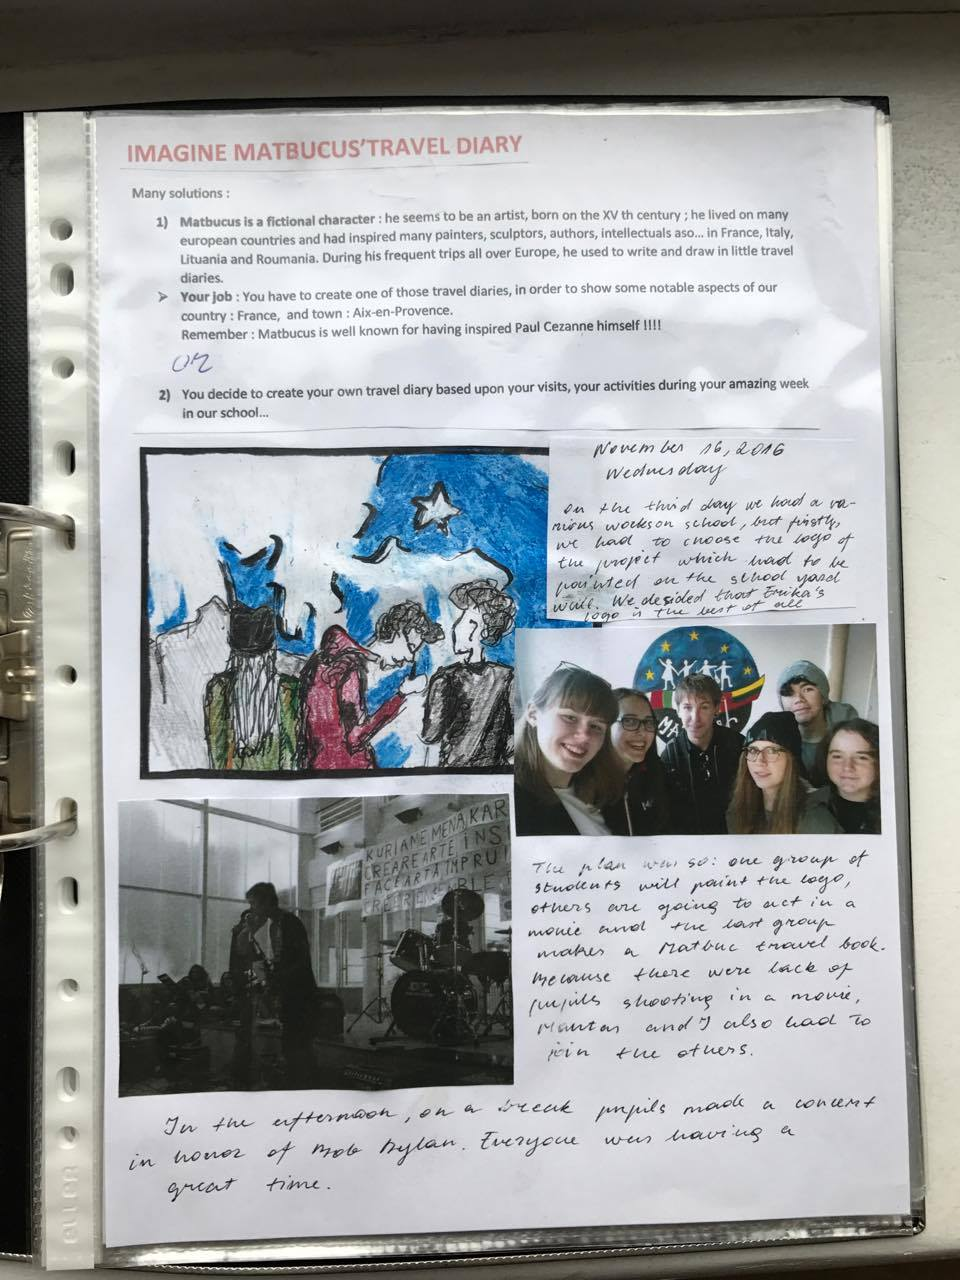 IMAGINE MATBUCUS'TRAVEL DIARY
Many solutions :
1) Matbucus is a fictional character : he seems to be an artist, born on the XV th century ; he lived on many
european countries and had inspired many painters, sculptors, authors, intellectuals aso... in France, Italy,
Lituania and Roumania. During his frequent trips all over Europe, he used to write and draw in little travel
diaries.
➢ Your job : You have to create one of those travel diaries, in order to show some notable aspects of our
country : France, and town : Aix-en-Provence.
Remember : Matbucus is well known for having inspired Paul Cezanne himself !!!!
or
2) You decide to create your own travel diary based upon your visits, your activities during your amazing week
in our school...
November 16, 2016
Wednesday
On the third day we had a va-
rious works on school, but firstly,
we had to choose the logo of
the project which had to be
painted on the school yard
wall. We desided that Erika's
logo is the best of all
MA
KURIAME MENĄ KAR
CREARE ARTE INS
FACE ARTA IMPRU
CRÉER ENSEMBLE
The plan was so: one group of
students will paint the logo,
others are going to act in a
movie and the last group
makes a Matbuc travel book.
Because there were lack of
pupils shooting in a movie,
Mantas and I also had to
join the others.
In the afternoon, on a break pupils made a concert
in honor of Bob Dylan. Everyone was having a
great time.
ELLER